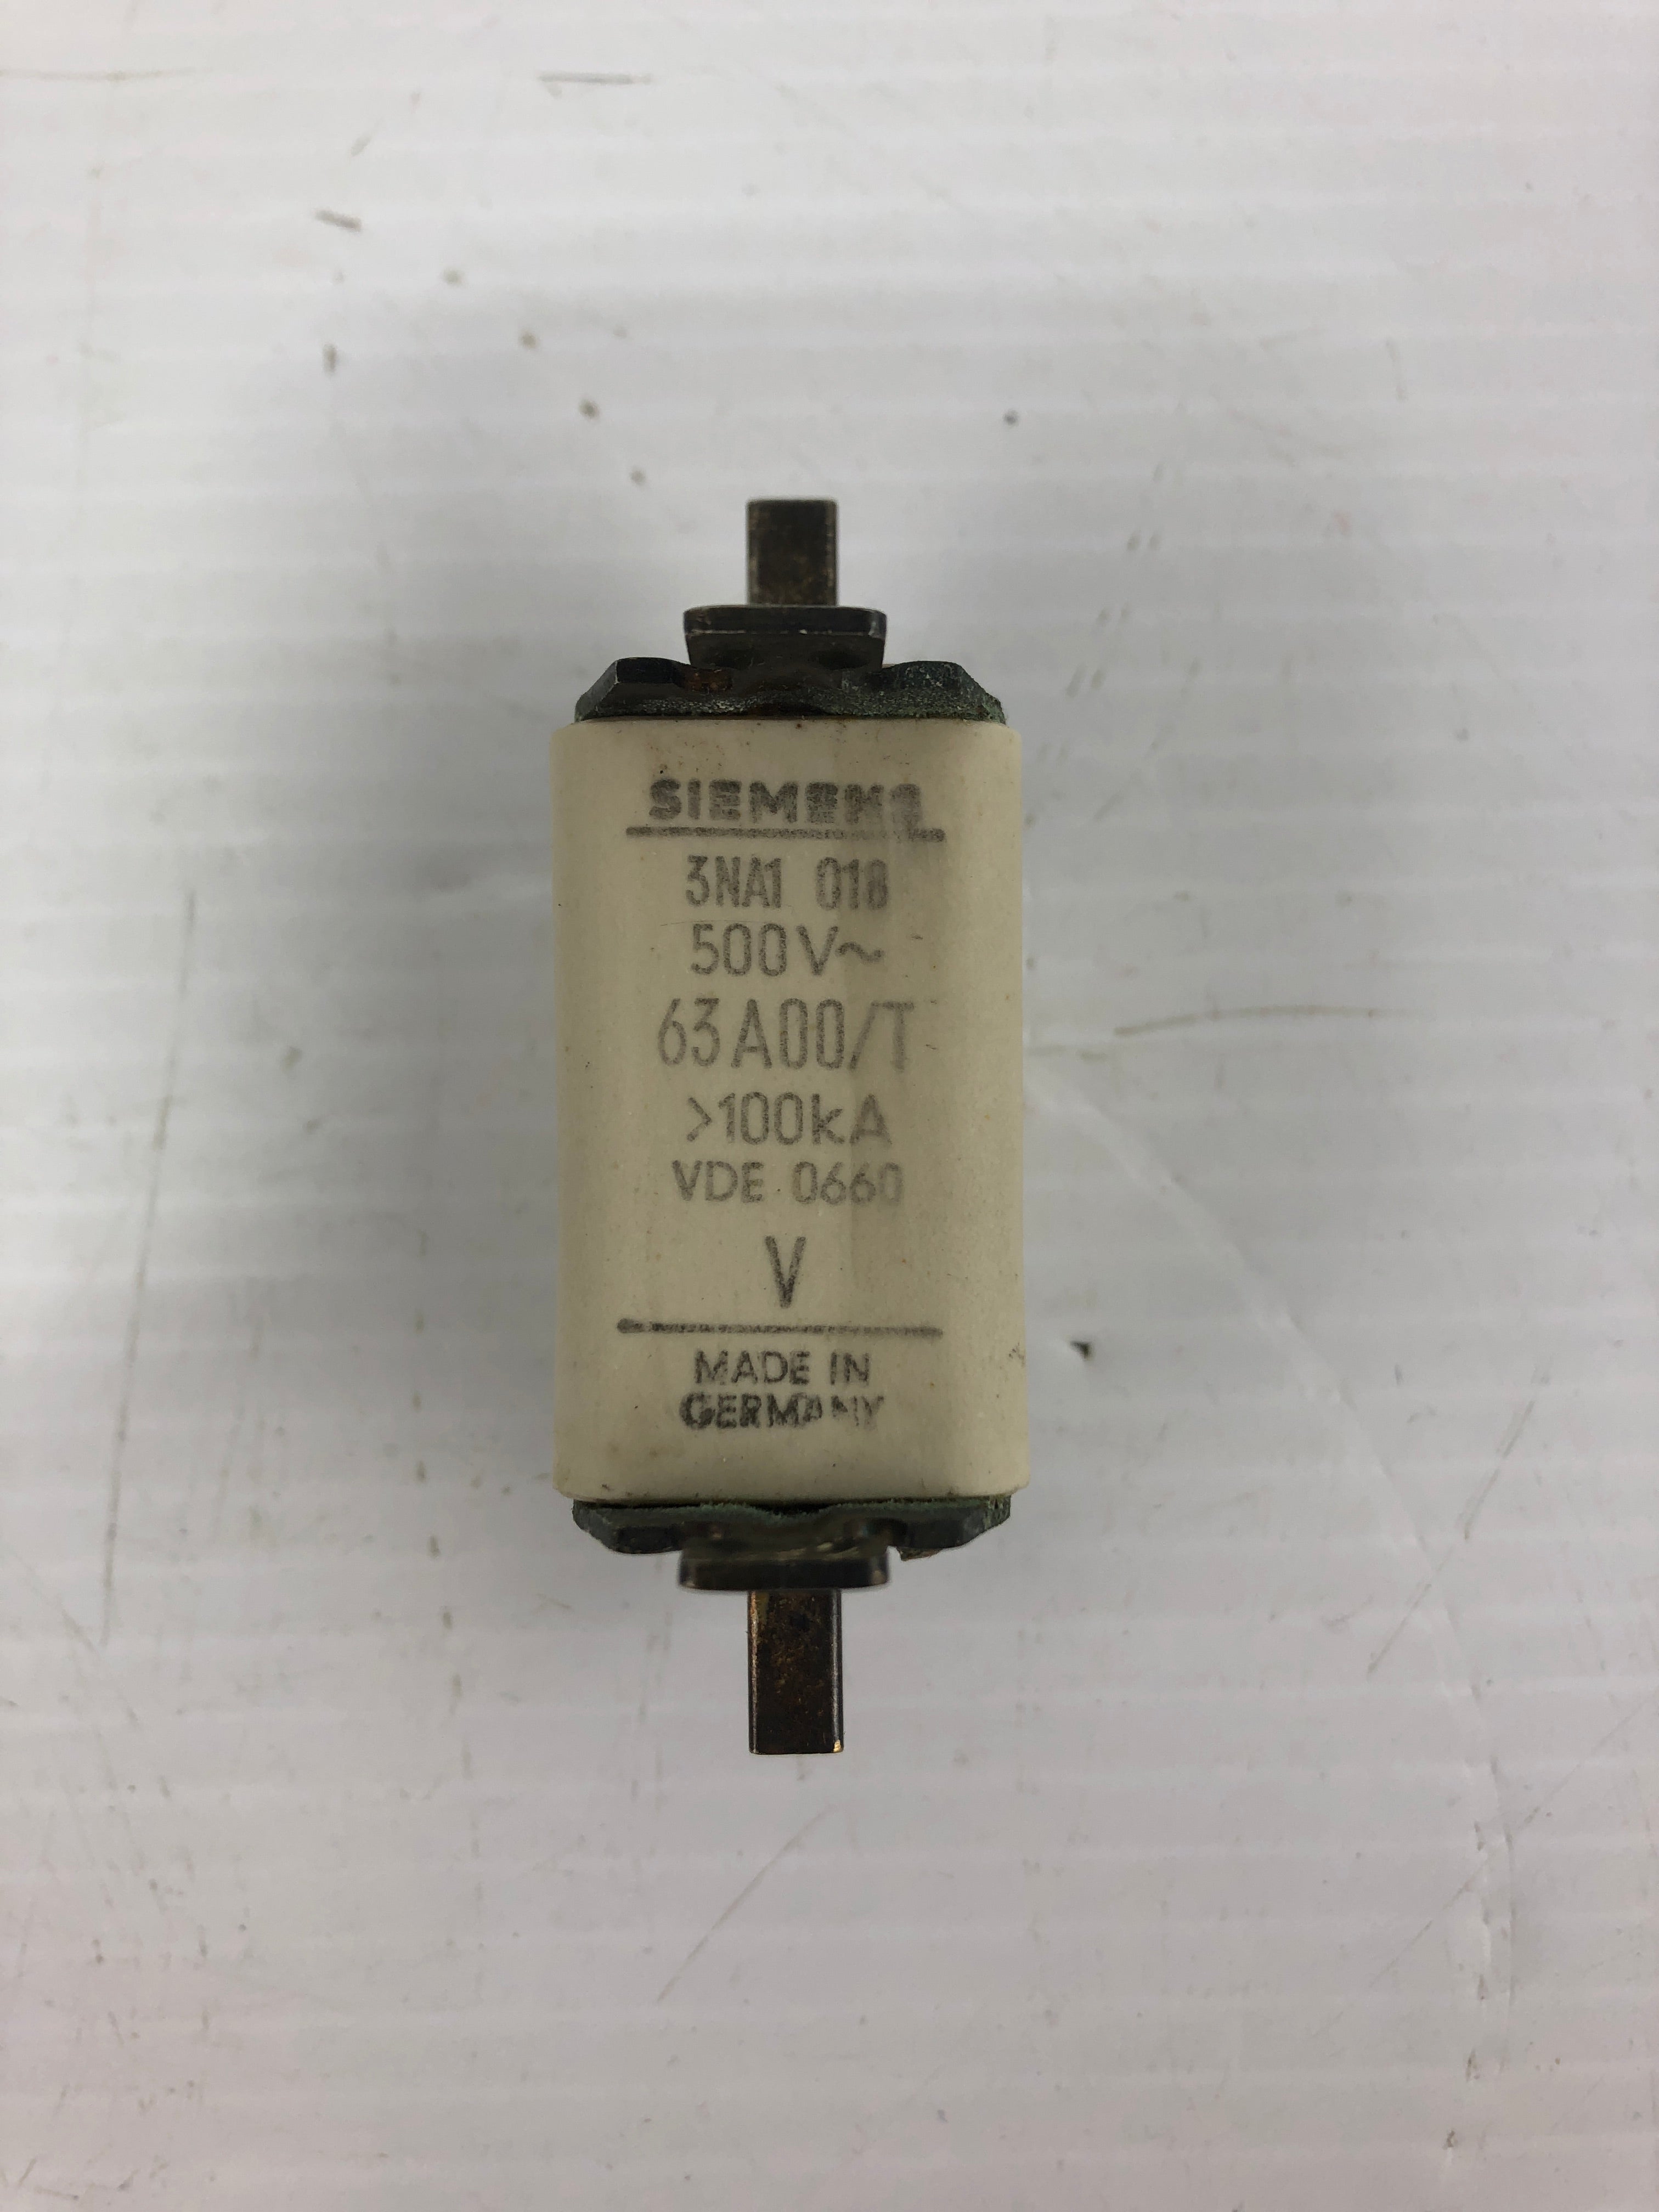 SIEMENS
3NA1 018
500V~
63A00/T
>100kA
VDE 0660
V
MADE IN
GERMANY